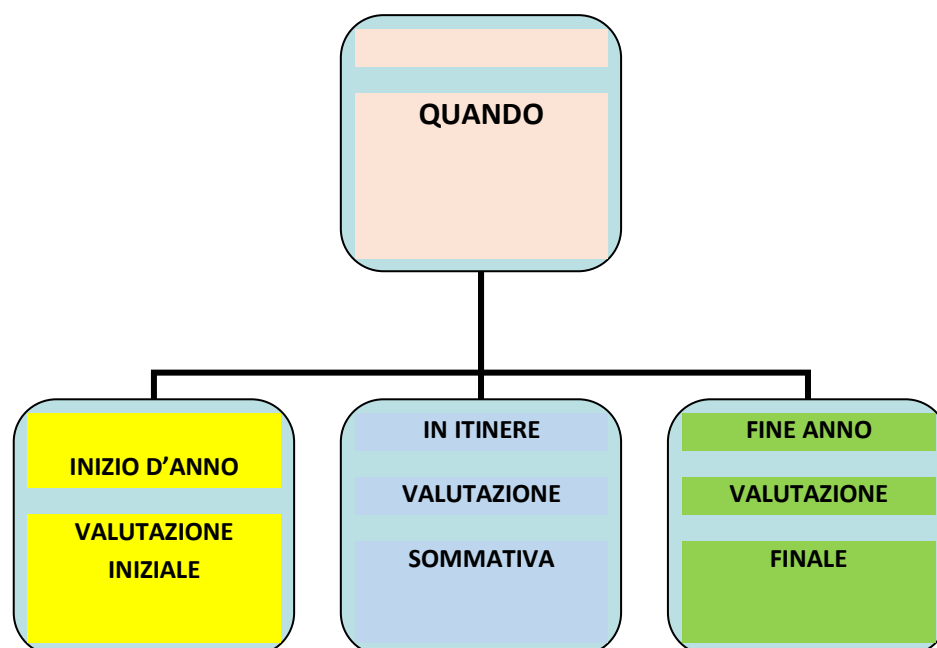 QUANDO
INIZIO D’ANNO
VALUTAZIONE
INIZIALE
IN ITINERE
VALUTAZIONE
SOMMATIVA
FINE ANNO
VALUTAZIONE
FINALE